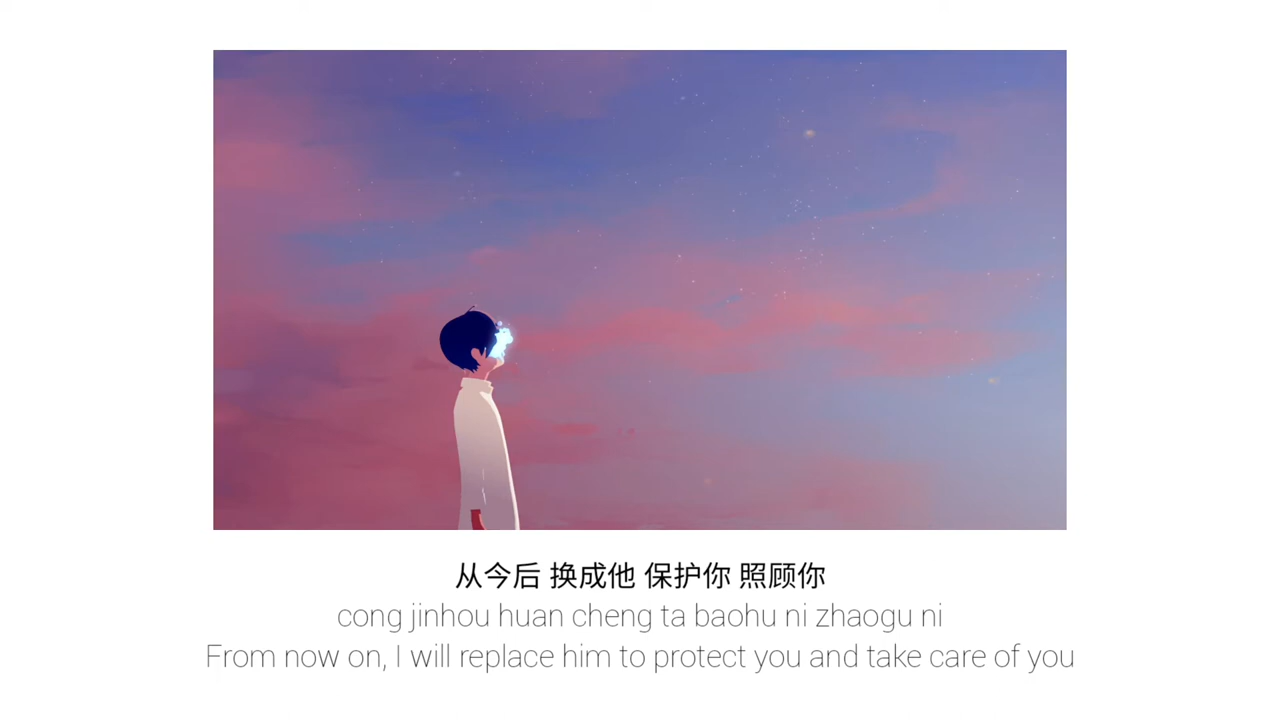 从今后 换成他 保护你 照顾你
cong jinhou huan cheng ta baohu ni zhaogu ni
From now on, I will replace him to protect you and take care of you